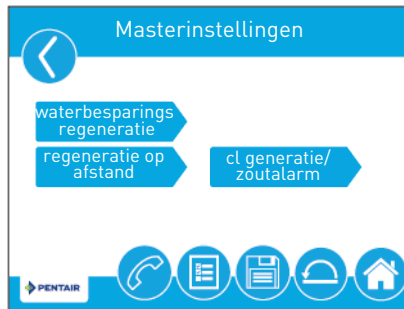 Masterinstellingen
waterbesparings
regeneratie
regeneratie op
afstand
cl generatie/
zoutalarm
PENTAIR